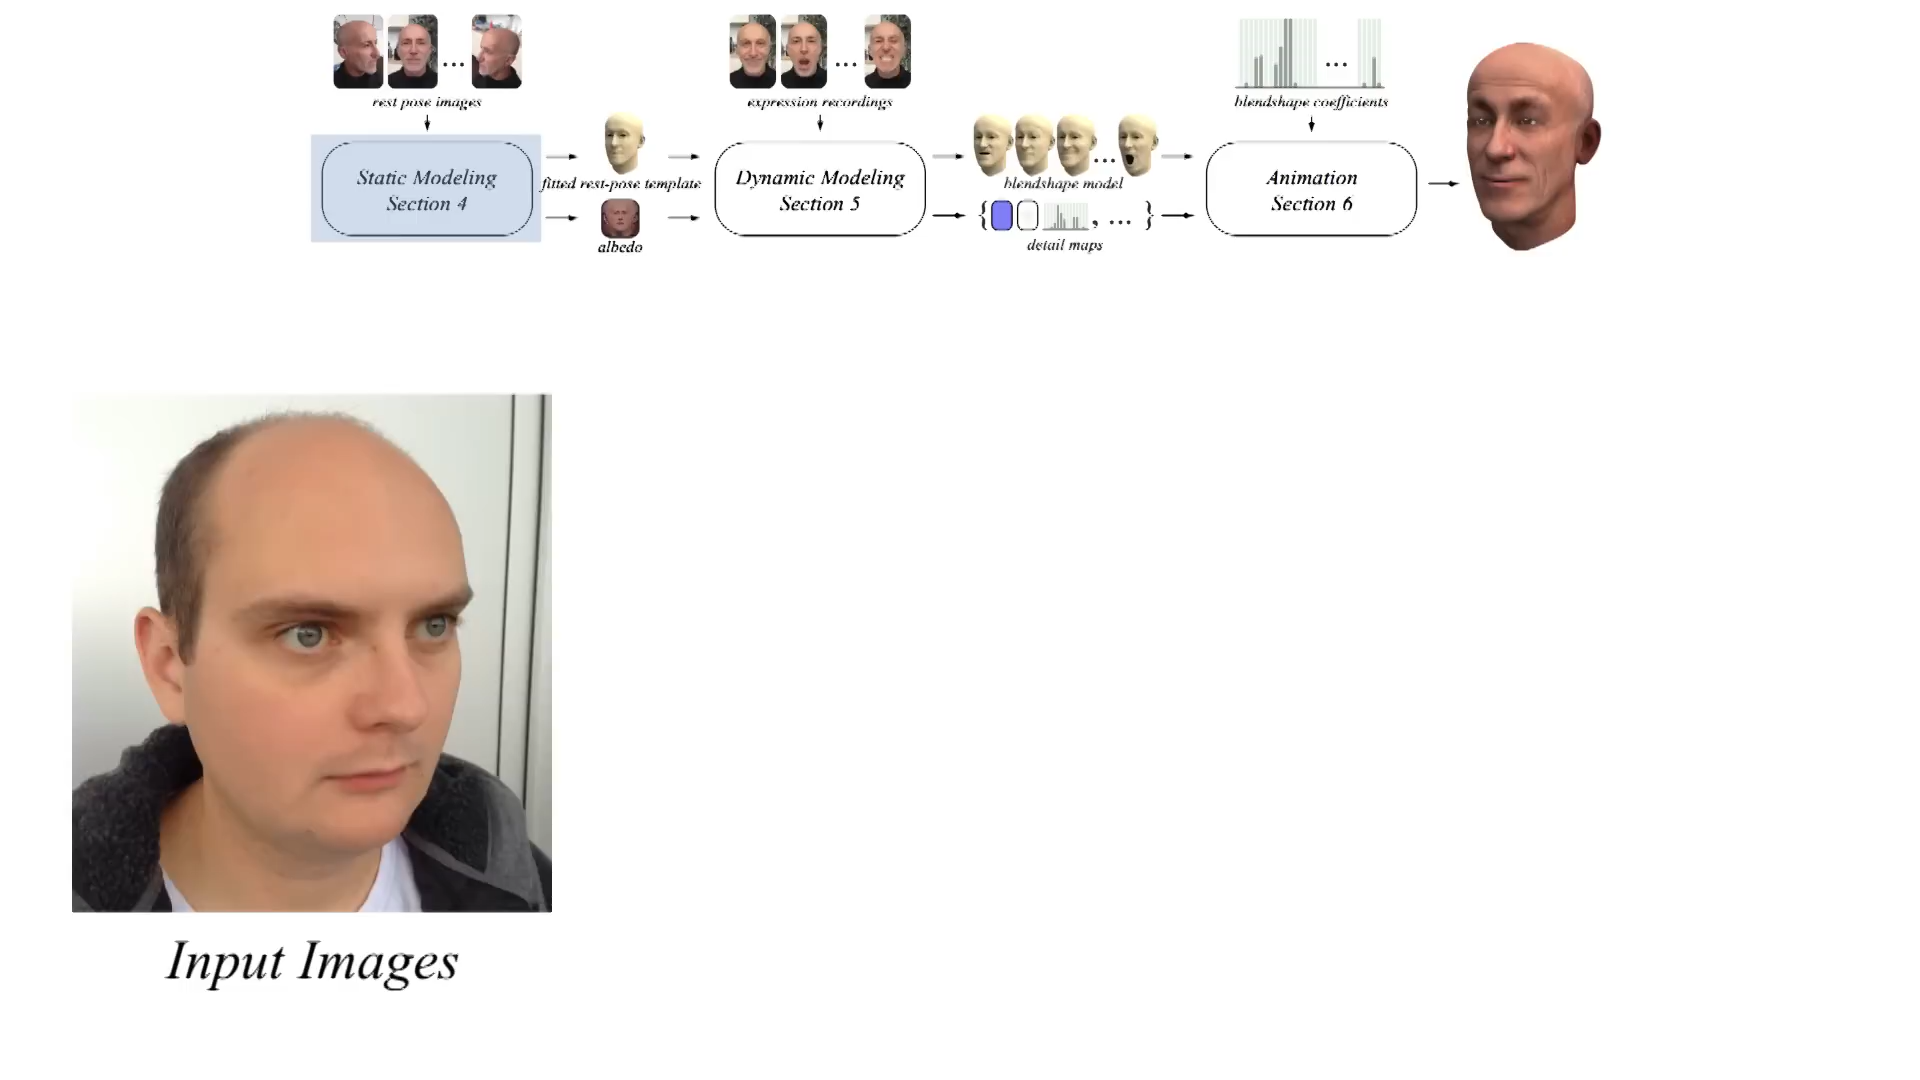 rest pose images
expression recordings
blendshape coefficients
Static Modeling
Section 4
fitted rest-pose template
albedo
Dynamic Modeling
Section 5
blendshape model
detail maps
Animation
Section 6
Input Images